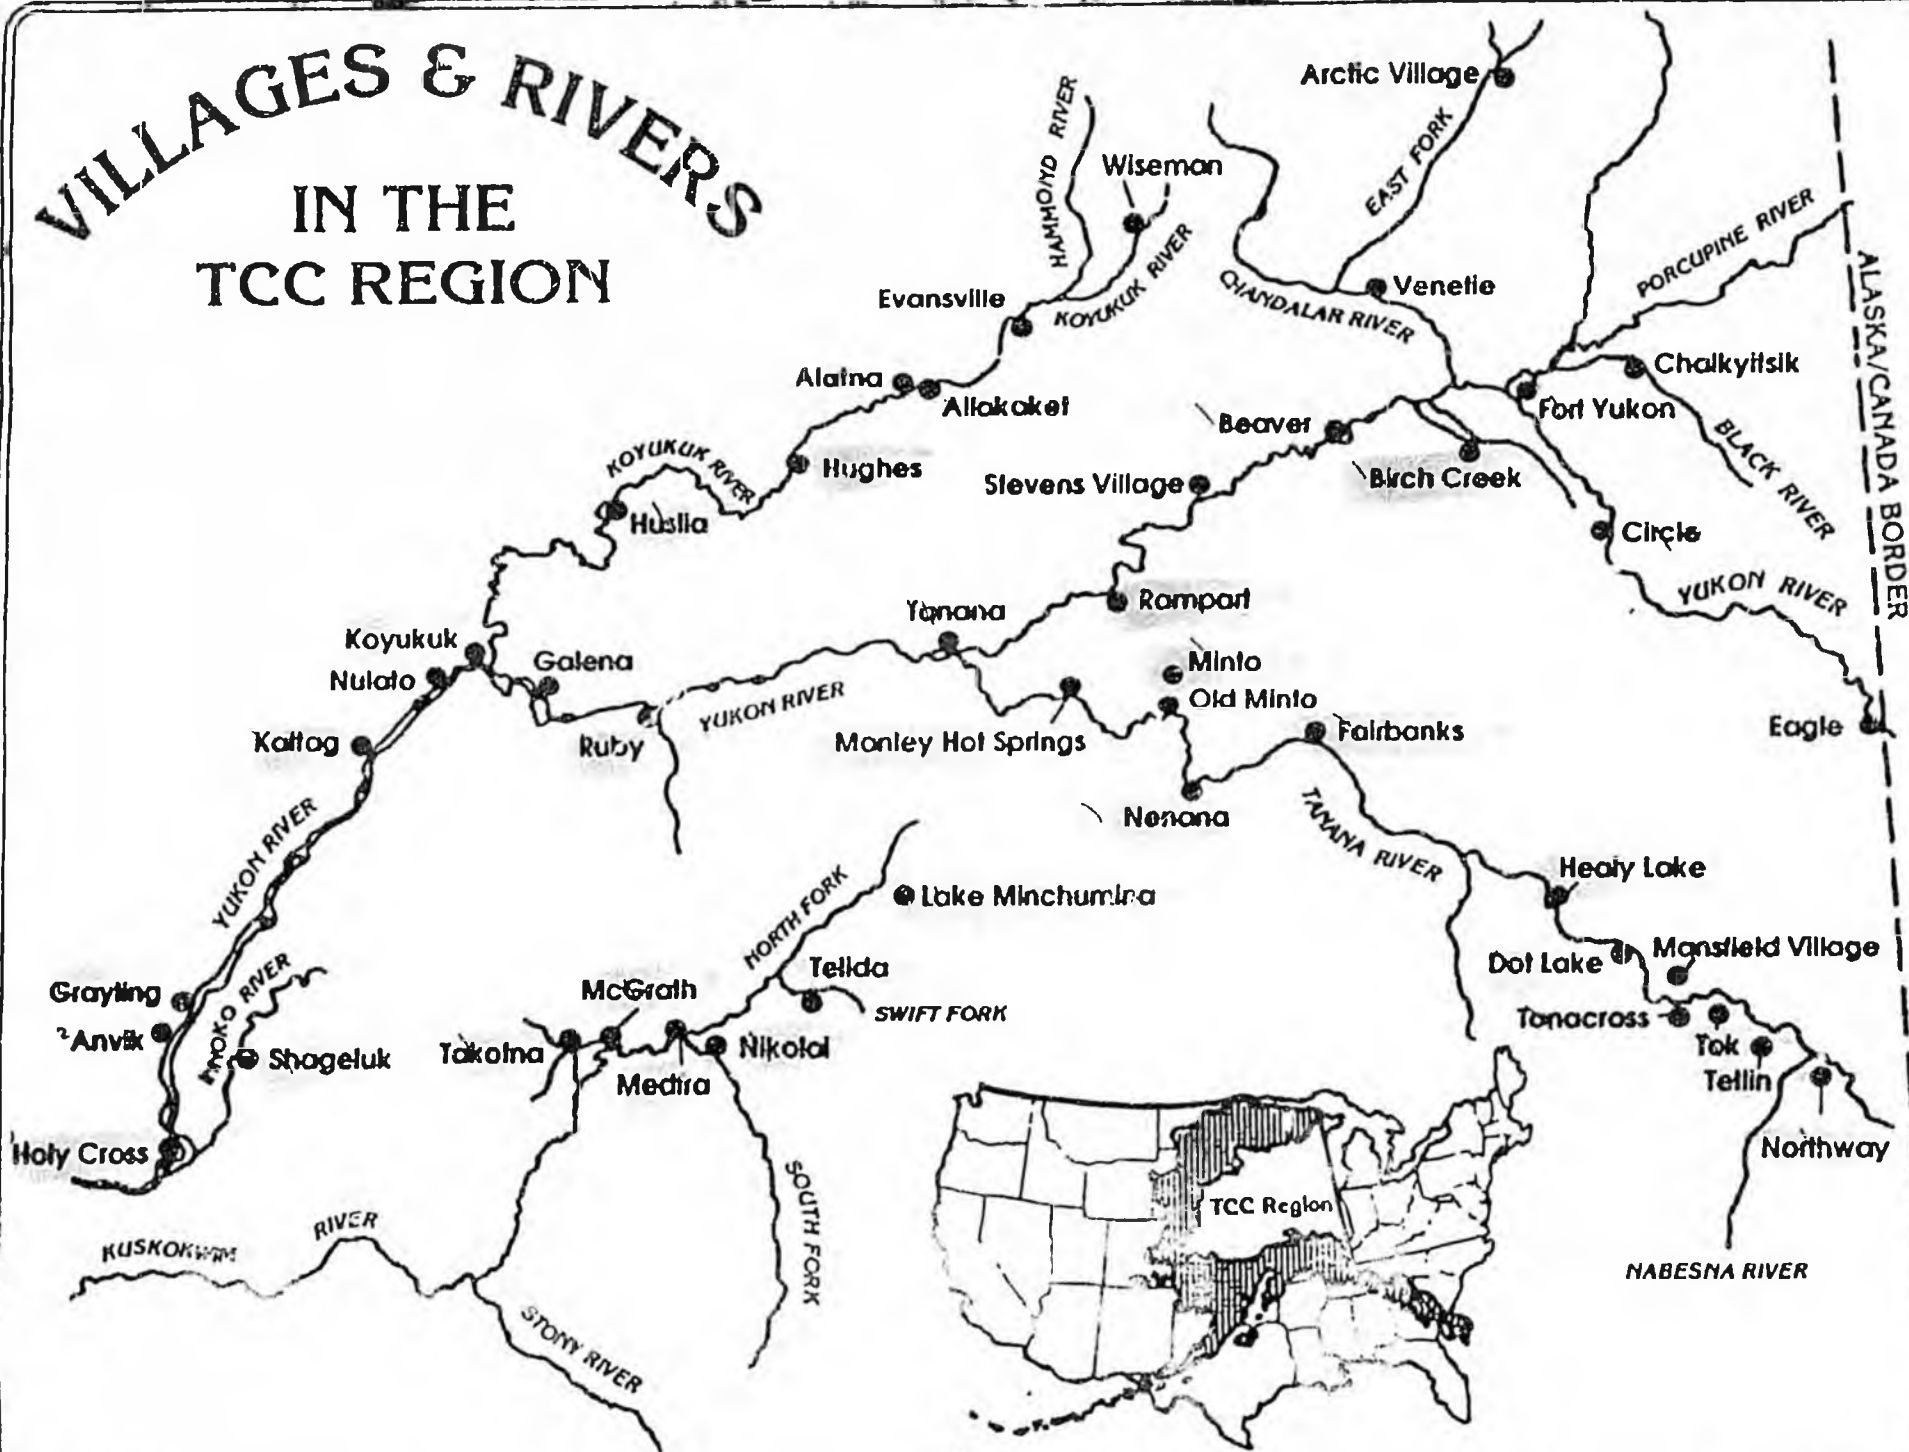 VILLAGES & RIVERS
IN THE
TCC REGION
Arctic Village
HAMMOND RIVER
Wiseman
EAST FORK
PORCUPINE RIVER
Evansville
KOYUKUK RIVER
CHANDALAR RIVER
Venetie
ALASKA/CANADA BORDER
Alatna
Allakaket
Chalkyitsik
Fort Yukon
Beaver
BLACK RIVER
KOYUKUK RIVER
Hughes
Stevens Village
Birch Creek
Huslia
Circle
YUKON RIVER
Tanana
Rampart
Koyukuk
Galena
Minto
Nulato
Old Minto
YUKON RIVER
Eagle
Kaltag
Ruby
Manley Hot Springs
Fairbanks
Nenana
TANANA RIVER
YUKON RIVER
Healy Lake
NORTH FORK
Lake Minchumina
Mansfield Village
Dot Lake
Telida
Grayling
INNOKO RIVER
McGrath
SWIFT FORK
Tanacross
Anvik
Shageluk
Takotna
Nikolai
Tok
Medfra
Tetlin
Holy Cross
Northway
SOUTH FORK
TCC Region
KUSKOKWIM RIVER
NABESNA RIVER
STONY RIVER